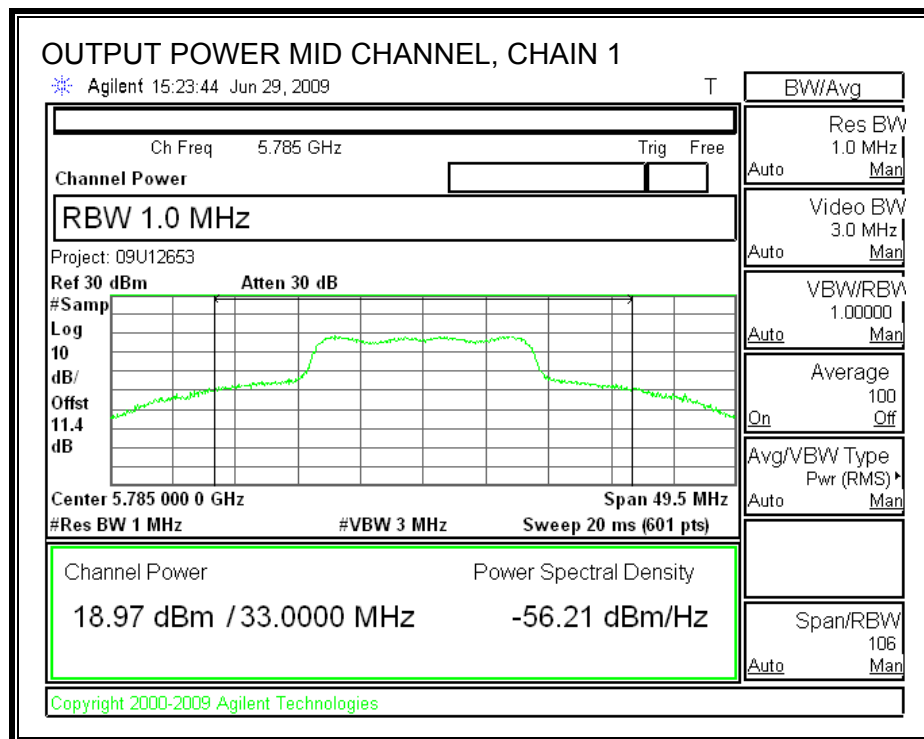 OUTPUT POWER MID CHANNEL, CHAIN 1
Agilent 15:23:44 Jun 29, 2009
T
BW/Avg
Ch Freq 5.785 GHz
Trig Free
Channel Power
RBW 1.0 MHz
Project: 09U12653
Ref 30 dBm
Atten 30 dB
#Samp
Log
10
dB/
Offst
11.4
dB
Center 5.785 000 0 GHz
Span 49.5 MHz
#Res BW 1 MHz
#VBW 3 MHz
Sweep 20 ms (601 pts)
Channel Power
Power Spectral Density
18.97 dBm / 33.0000 MHz
-56.21 dBm/Hz
Copyright 2000-2009 Agilent Technologies
Res BW
1.0 MHz
Auto Man
Video BW
3.0 MHz
Auto Man
VBW/RBW
1.00000
Auto Man
Average
100
On Off
Avg/VBW Type
Pwr (RMS)
Auto Man
Span/RBW
106
Auto Man